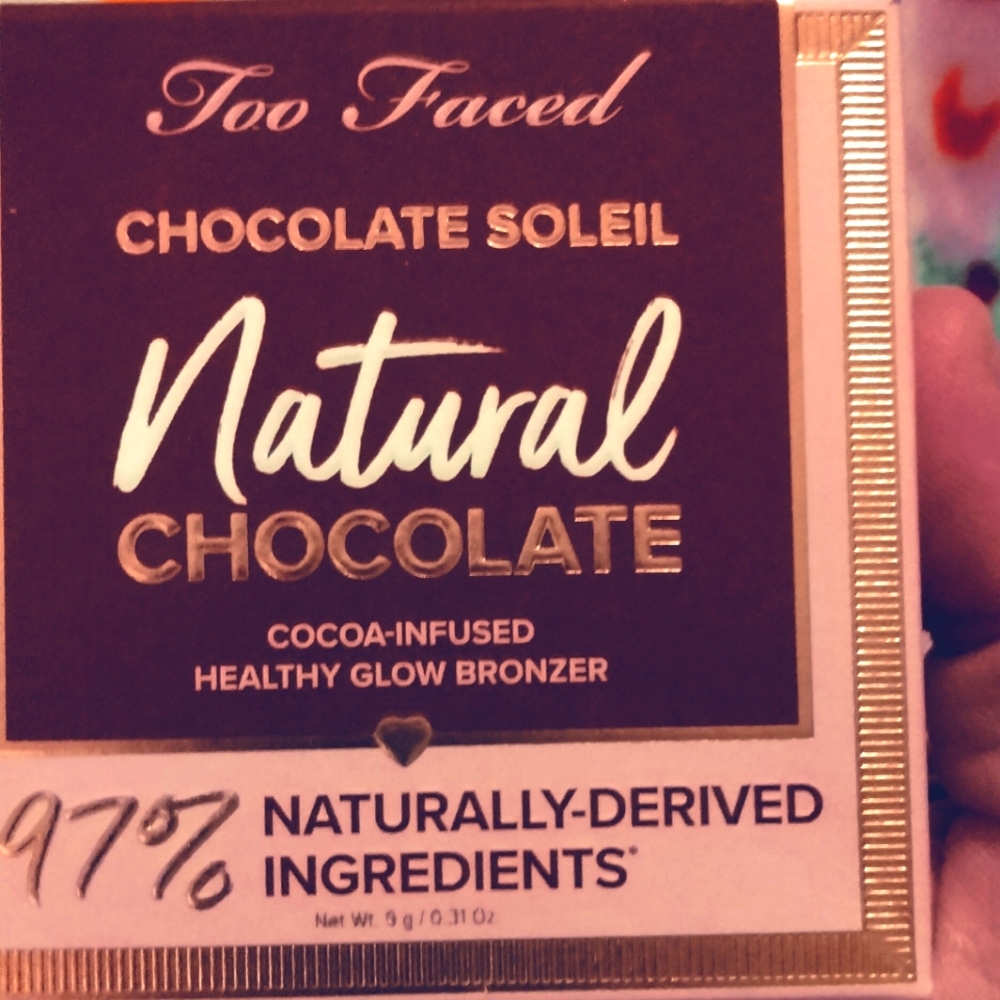 Too Faced
CHOCOLATE SOLEIL
Natural
CHOCOLATE
COCOA-INFUSED
HEALTHY GLOW BRONZER
97% NATURALLY-DERIVED
INGREDIENTS*
Net Wt. 9 g / 0.31 Oz